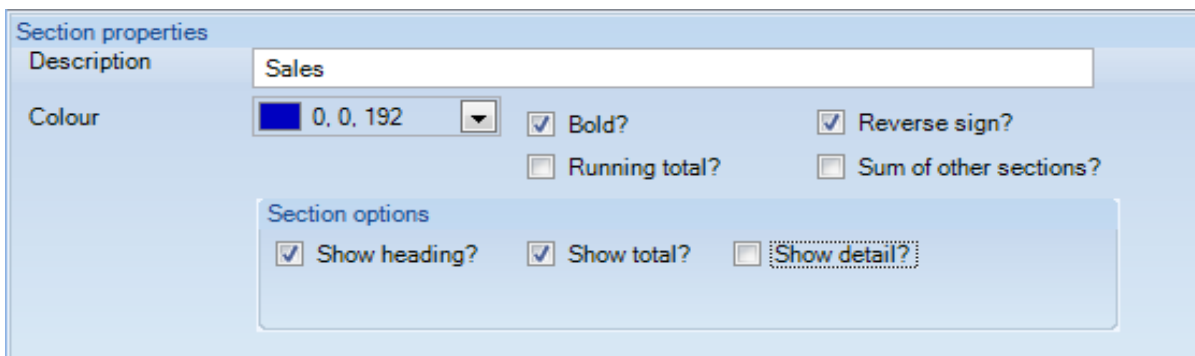 Section properties
Description Sales
Colour 0, 0, 192 Bold? Reverse sign?
Running total? Sum of other sections?
Section options
Show heading? Show total? Show detail?